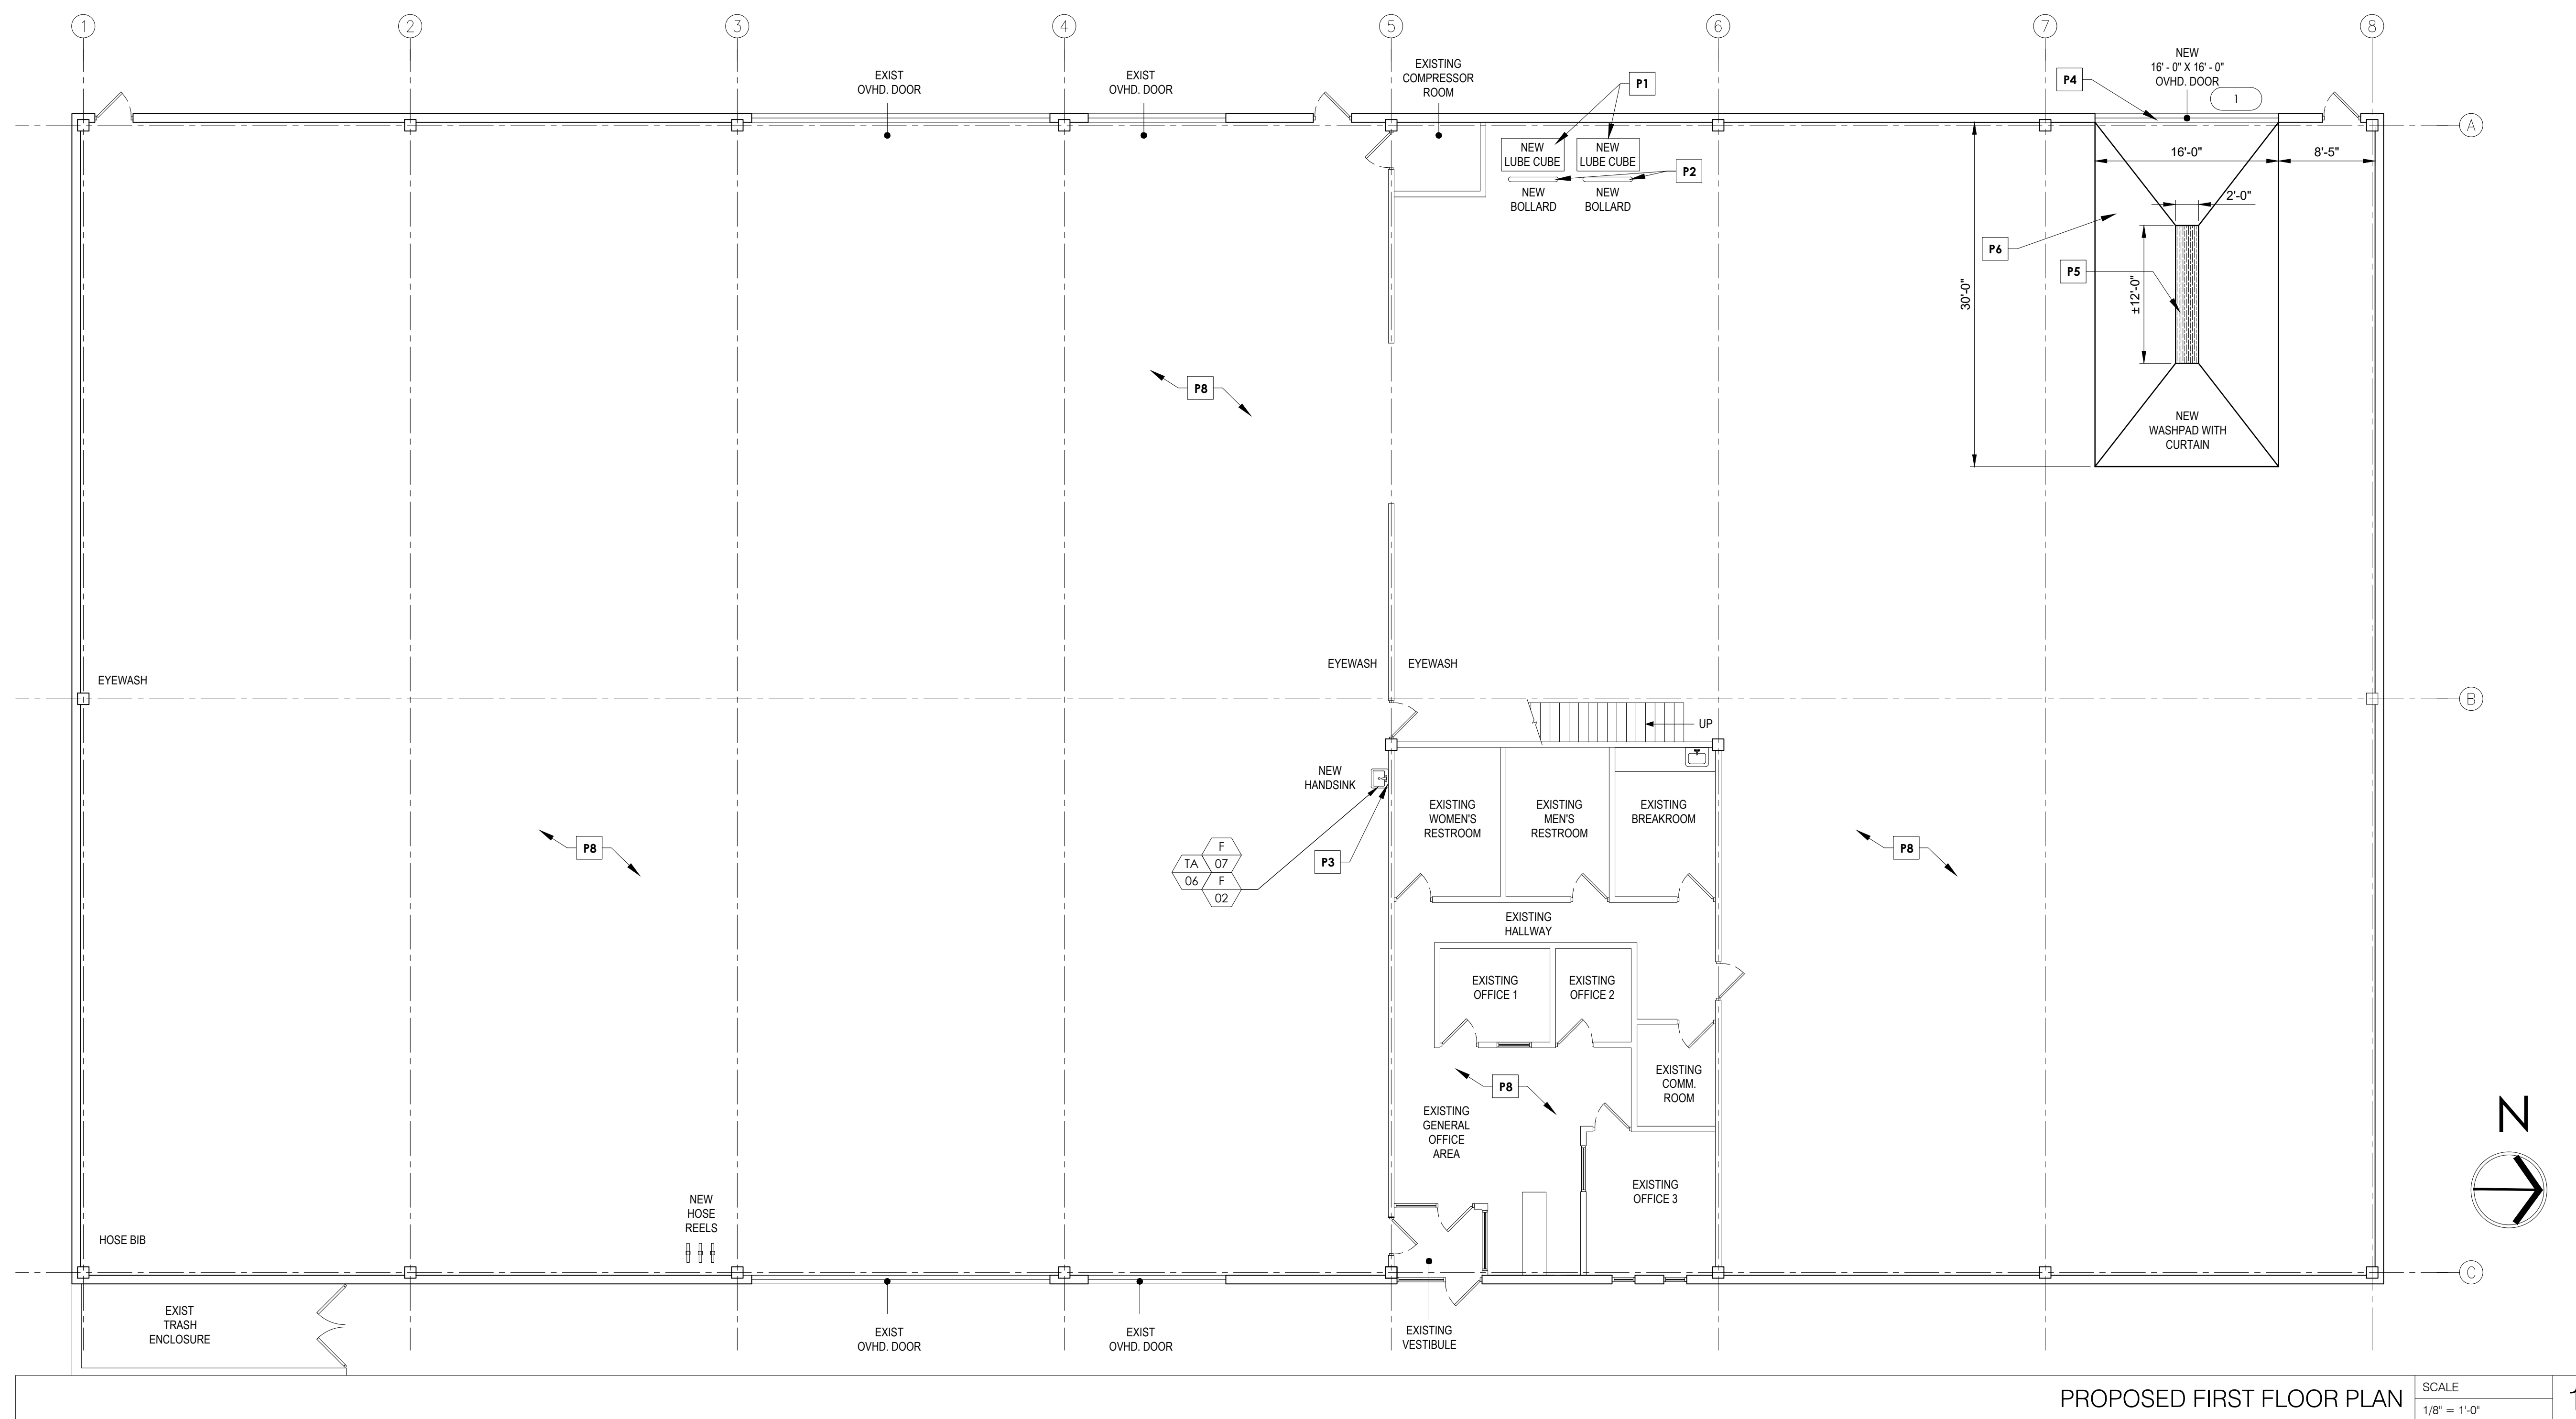 1
2
3
4
5
6
7
8
EXIST
OVHD. DOOR
EXIST
OVHD. DOOR
EXISTING
COMPRESSOR
ROOM
P1
P4
NEW
16' - 0" X 16' - 0"
OVHD. DOOR
1
A
NEW
LUBE CUBE
NEW
LUBE CUBE
P2
NEW
BOLLARD
NEW
BOLLARD
16'-0"
8'-5"
2'-0"
P6
P5
30'-0"
±12'-0"
NEW
WASHPAD WITH
CURTAIN
P8
EYEWASH
EYEWASH
EYEWASH
B
UP
NEW
HANDSINK
P3
F
07
TA
06
F
02
EXISTING
WOMEN'S
RESTROOM
EXISTING
MEN'S
RESTROOM
EXISTING
BREAKROOM
P8
P8
EXISTING
HALLWAY
EXISTING
OFFICE 1
EXISTING
OFFICE 2
EXISTING
COMM.
ROOM
P8
EXISTING
GENERAL
OFFICE
AREA
EXISTING
OFFICE 3
NEW
HOSE
REELS
HOSE BIB
N
C
EXIST
TRASH
ENCLOSURE
EXIST
OVHD. DOOR
EXIST
OVHD. DOOR
EXISTING
VESTIBULE
PROPOSED FIRST FLOOR PLAN
SCALE
1/8" = 1'-0"